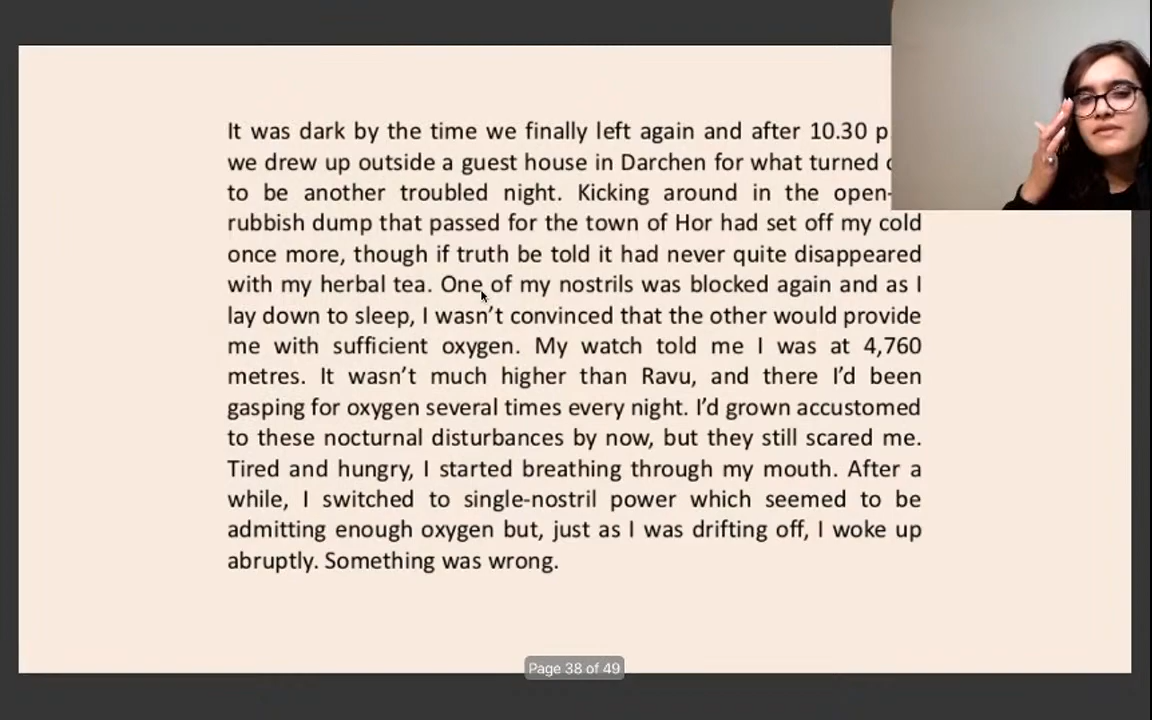 It was dark by the time we finally left again and after 10.30 p
we drew up outside a guest house in Darchen for what turned
to be another troubled night. Kicking around in the open-
rubbish dump that passed for the town of Hor had set off my cold
once more, though if truth be told it had never quite disappeared
with my herbal tea. One of my nostrils was blocked again and as I
lay down to sleep, I wasn’t convinced that the other would provide
me with sufficient oxygen. My watch told me I was at 4,760
metres. It wasn’t much higher than Ravu, and there I’d been
gasping for oxygen several times every night. I’d grown accustomed
to these nocturnal disturbances by now, but they still scared me.
Tired and hungry, I started breathing through my mouth. After a
while, I switched to single-nostril power which seemed to be
admitting enough oxygen but, just as I was drifting off, I woke up
abruptly. Something was wrong.
Page 38 of 49